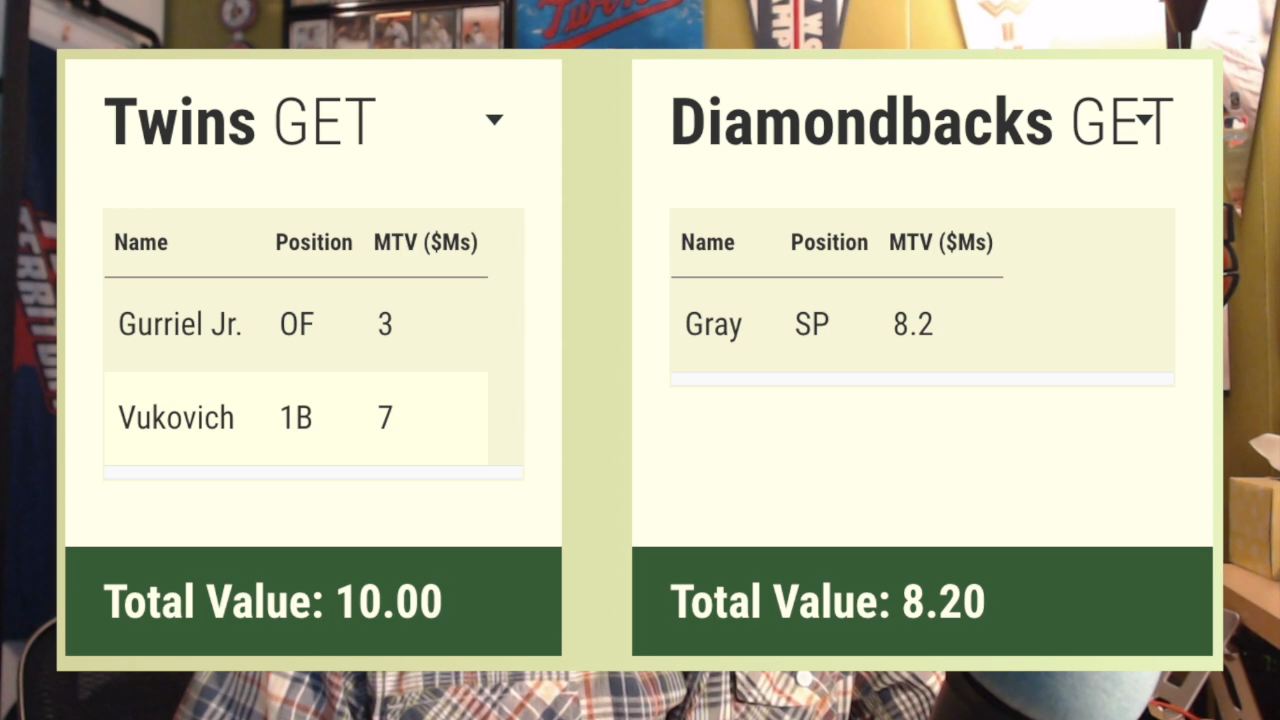 Twins
Twins GET
Name Position MTV ($Ms)
Gurriel Jr. OF 3
Vukovich 1B 7
Total Value: 10.00
Diamondbacks GET
Name Position MTV ($Ms)
Gray SP 8.2
Total Value: 8.20